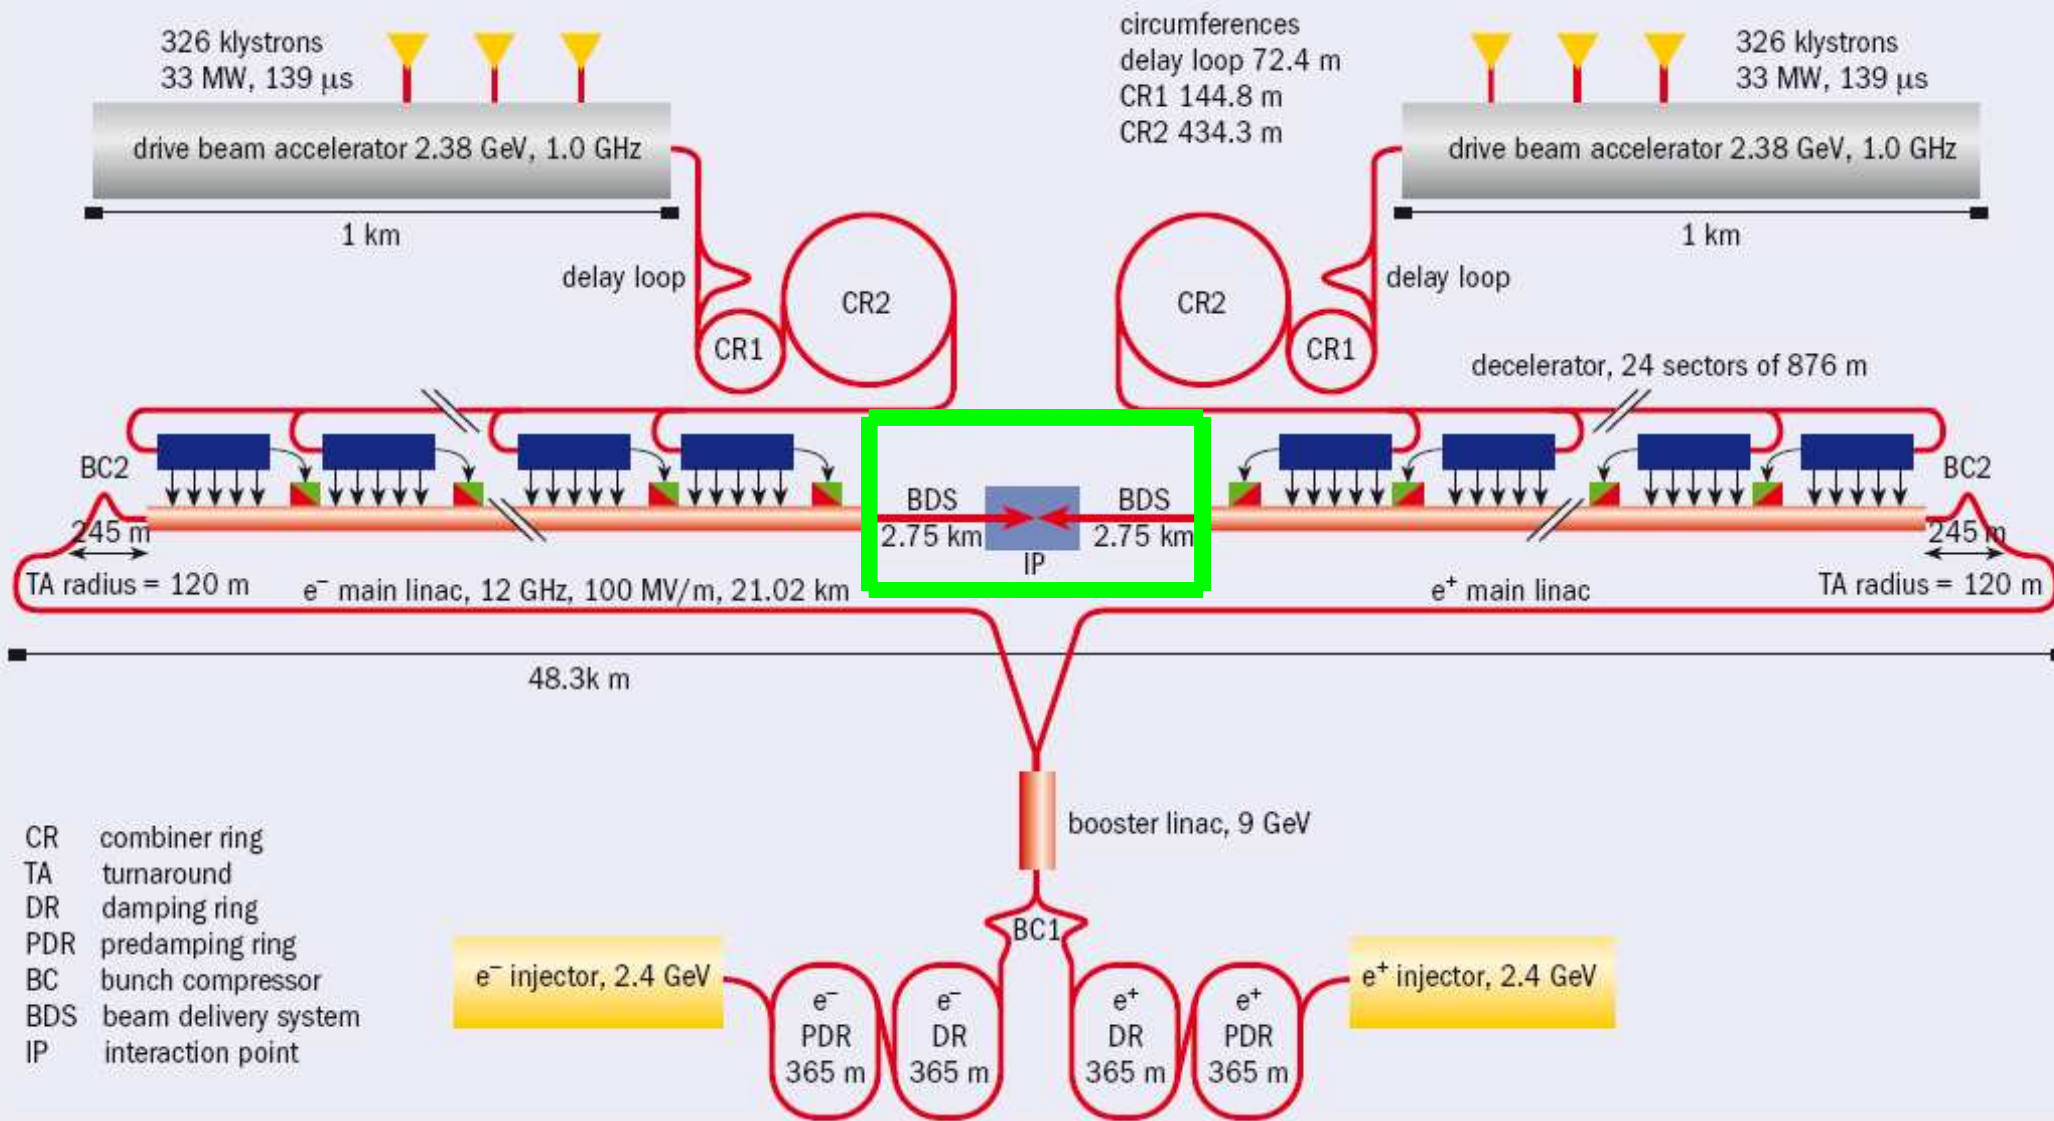 326 klystrons
33 MW, 139 μs
circumferences
delay loop 72.4 m
CR1 144.8 m
CR2 434.3 m
326 klystrons
33 MW, 139 μs
drive beam accelerator 2.38 GeV, 1.0 GHz
drive beam accelerator 2.38 GeV, 1.0 GHz
1 km
1 km
delay loop
CR2
CR1
CR2
CR1
delay loop
decelerator, 24 sectors of 876 m
BC2
BC2
245 m
BDS
2.75 km
IP
BDS
2.75 km
245 m
TA radius = 120 m
e⁻ main linac, 12 GHz, 100 MV/m, 21.02 km
e⁺ main linac
TA radius = 120 m
48.3k m
booster linac, 9 GeV
CR combiner ring
TA turnaround
DR damping ring
PDR predamping ring
BC bunch compressor
BDS beam delivery system
IP interaction point
BC1
e⁻ injector, 2.4 GeV
e⁻
PDR
365 m
e⁻
DR
365 m
e⁺
DR
365 m
e⁺
PDR
365 m
e⁺ injector, 2.4 GeV